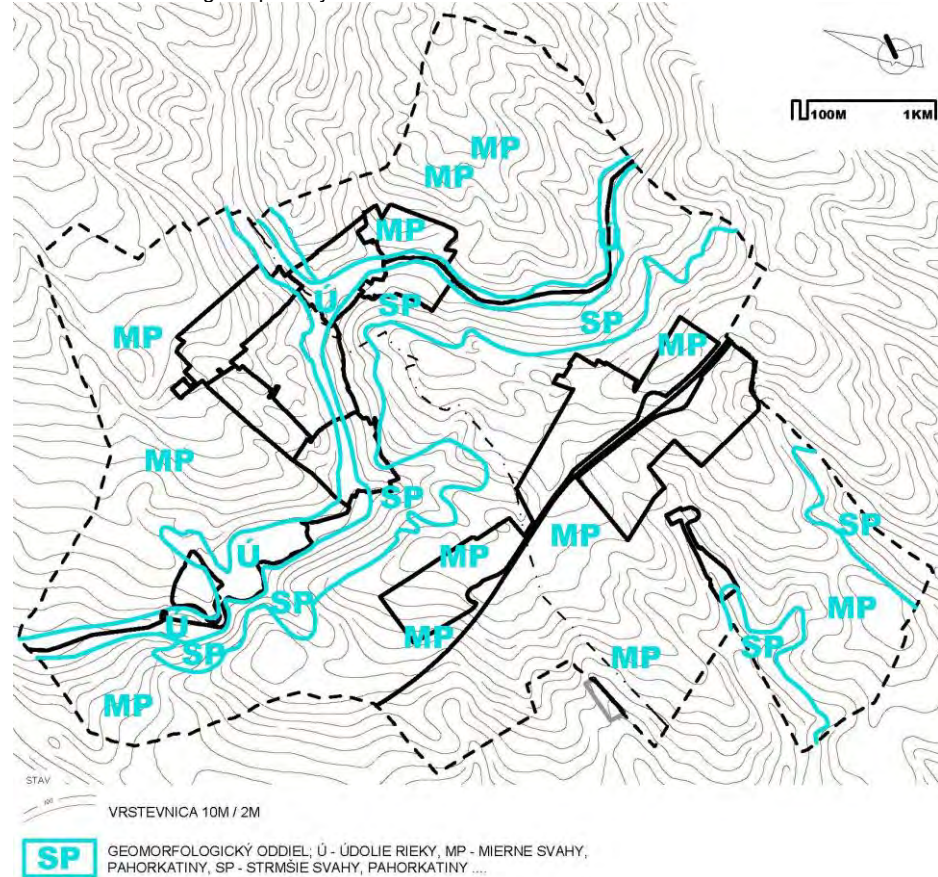 MP
MP
MP
Ú
Ú
SP
SP
MP
MP
MP
SP
Ú
MP
MP
SP
SP
MP
Ú
SP
MP
SP
MP
MP
100M 1KM
STAV
VRSTEVNICA 10M / 2M
SP
GEOMORFOLOGICKÝ ODDIEL; Ú - ÚDOLIE RIEKY, MP - MIERNE SVAHY,
PAHORKATINY, SP - STRMŠIE SVAHY, PAHORKATINY ....